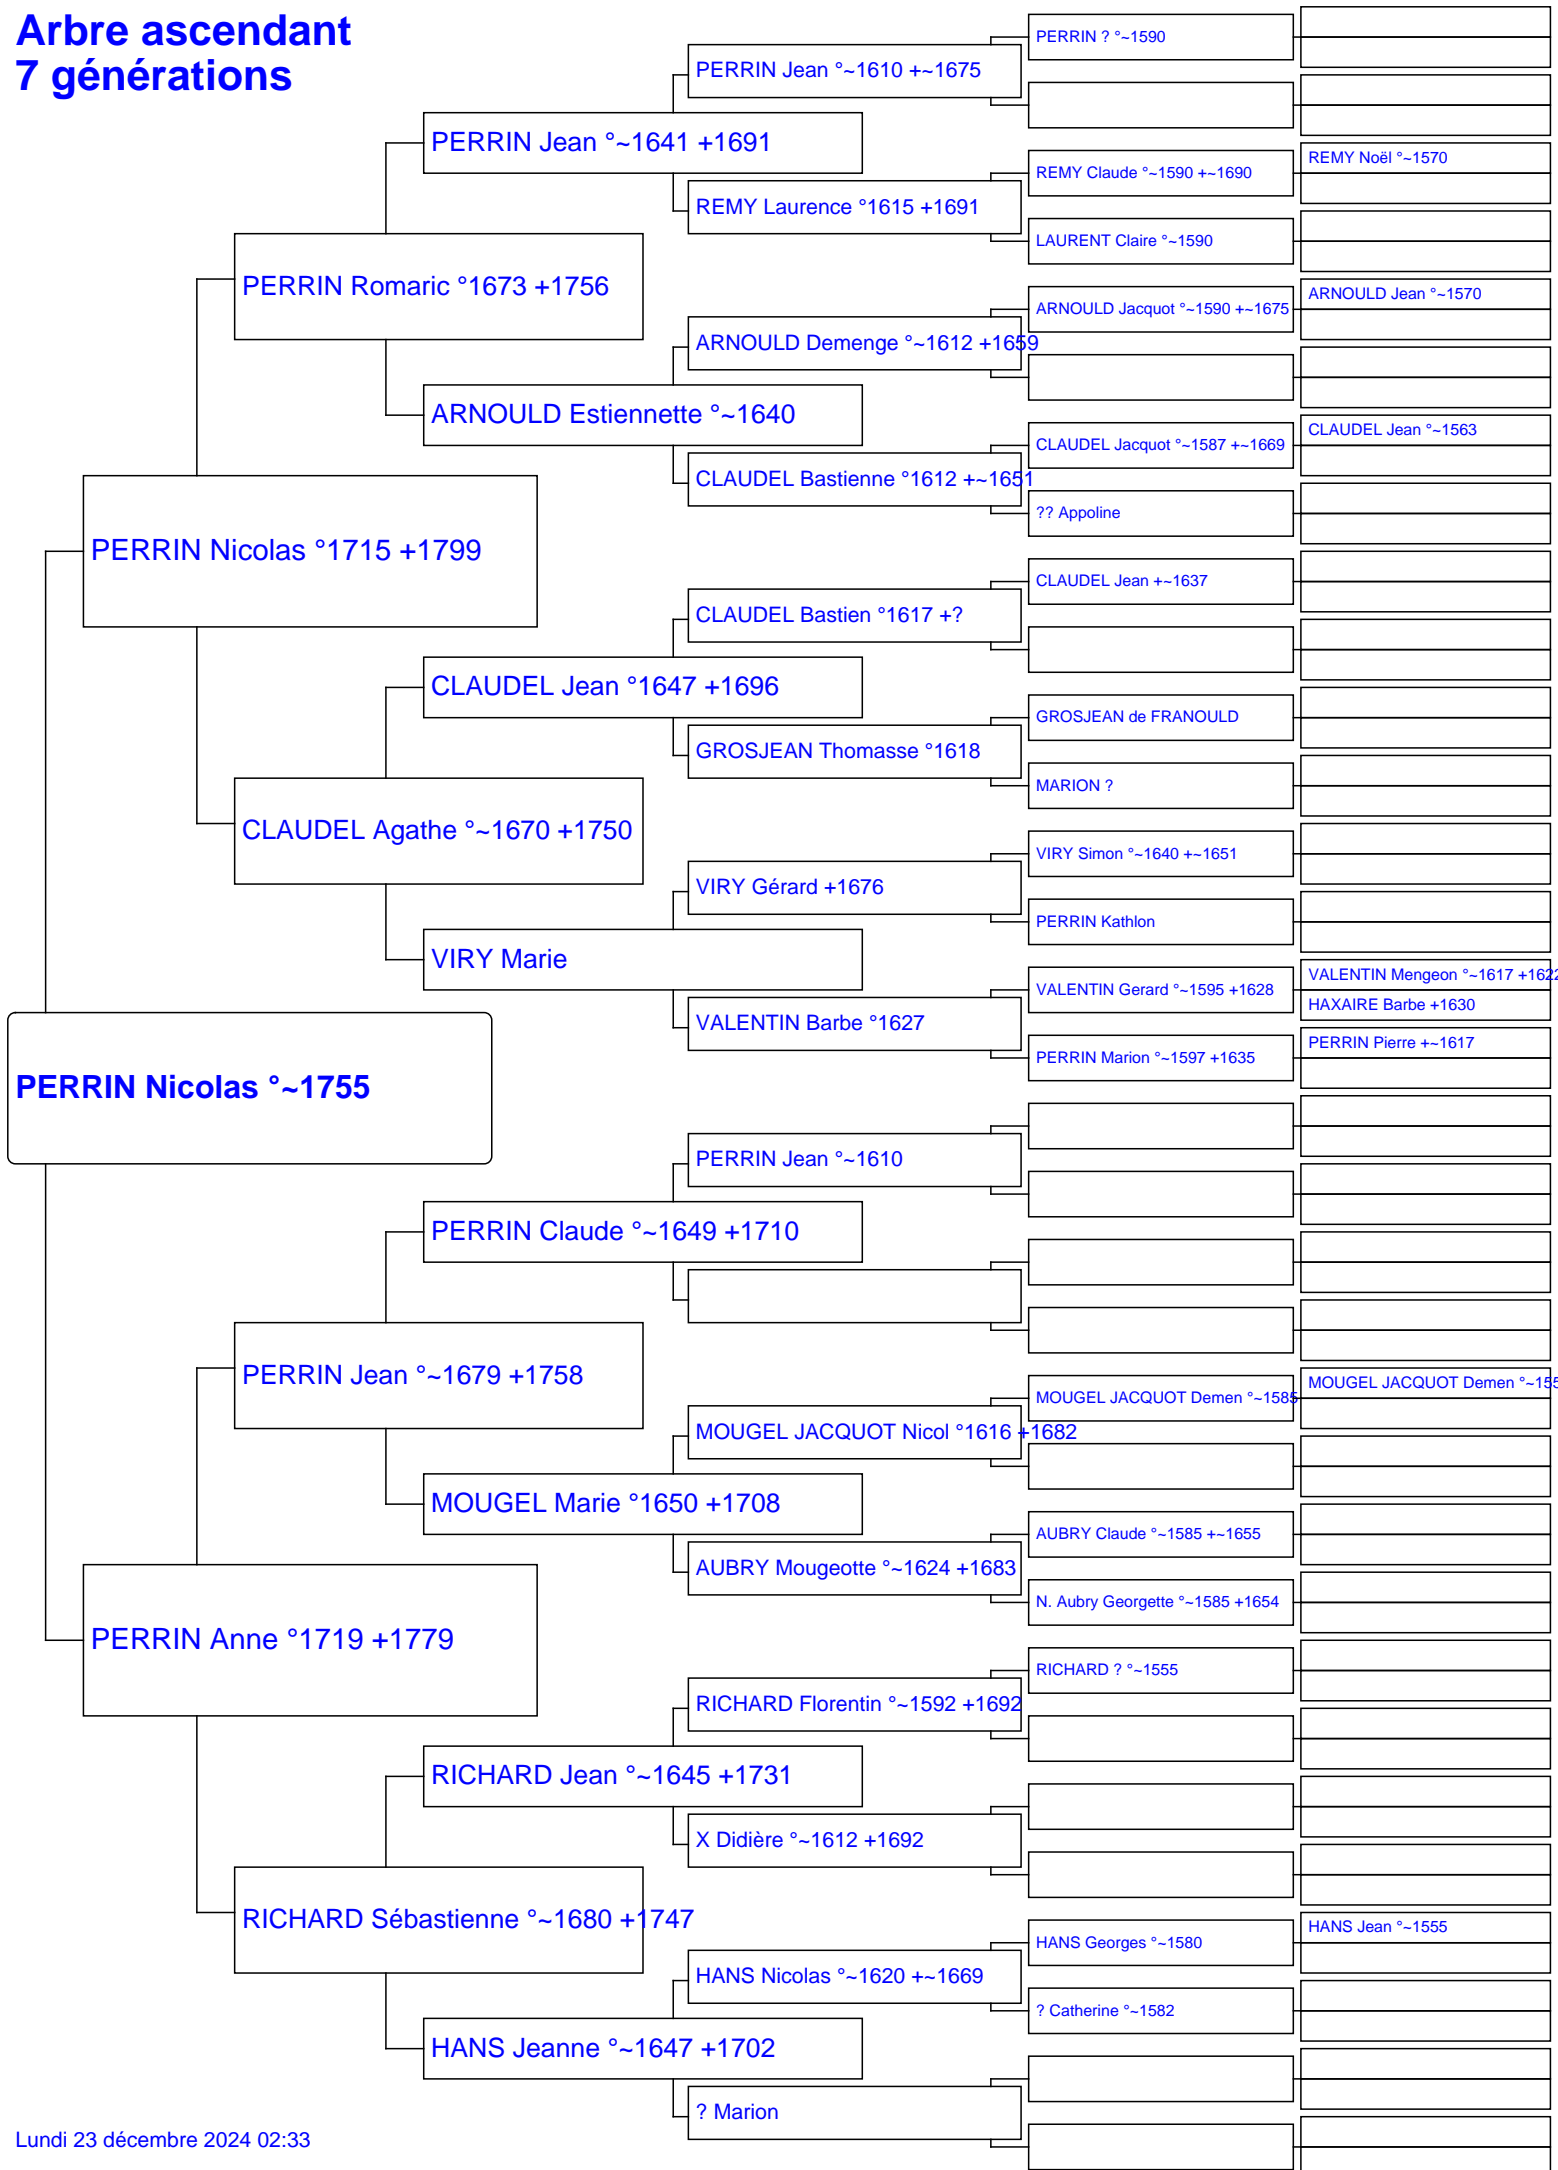 Arbre ascendant
7 générations
PERRIN Nicolas °~1755
PERRIN Nicolas °1715 +1799
PERRIN Anne °1719 +1779
PERRIN Romaric °1673 +1756
CLAUDEL Agathe °~1670 +1750
PERRIN Jean °~1679 +1758
RICHARD Sébastienne °~1680 +1747
PERRIN Jean °~1641 +1691
ARNOULD Estiennette °~1640
CLAUDEL Jean °1647 +1696
VIRY Marie
PERRIN Claude °~1649 +1710
MOUGEL Marie °1650 +1708
RICHARD Jean °~1645 +1731
HANS Jeanne °~1647 +1702
PERRIN Jean °~1610 +~1675
REMY Laurence °1615 +1691
ARNOULD Demenge °~1612 +1659
CLAUDEL Bastienne °1612 +~1651
CLAUDEL Bastien °1617 +?
GROSJEAN Thomasse °1618
VIRY Gérard +1676
VALENTIN Barbe °1627
PERRIN Jean °~1610
MOUGEL JACQUOT Nicol °1616 +1682
AUBRY Mougeotte °~1624 +1683
RICHARD Florentin °~1592 +1692
X Didière °~1612 +1692
HANS Nicolas °~1620 +~1669
? Marion
PERRIN ? °~1590
REMY Claude °~1590 +~1690
LAURENT Claire °~1590
ARNOULD Jacquot °~1590 +~1675
CLAUDEL Jacquot °~1587 +~1669
?? Appoline
CLAUDEL Jean +~1637
GROSJEAN de FRANOULD
MARION ?
VIRY Simon °~1640 +~1651
PERRIN Kathlon
VALENTIN Gerard °~1595 +1628
PERRIN Marion °~1597 +1635
MOUGEL JACQUOT Demen °~1585
AUBRY Claude °~1585 +~1655
N. Aubry Georgette °~1585 +1654
RICHARD ? °~1555
HANS Georges °~1580
? Catherine °~1582
REMY Noël °~1570
ARNOULD Jean °~1570
CLAUDEL Jean °~1563
VALENTIN Mengeon °~1617 +1622
HAXAIRE Barbe +1630
PERRIN Pierre +~1617
MOUGEL JACQUOT Demen °~155
HANS Jean °~1555
Lundi 23 décembre 2024 02:33